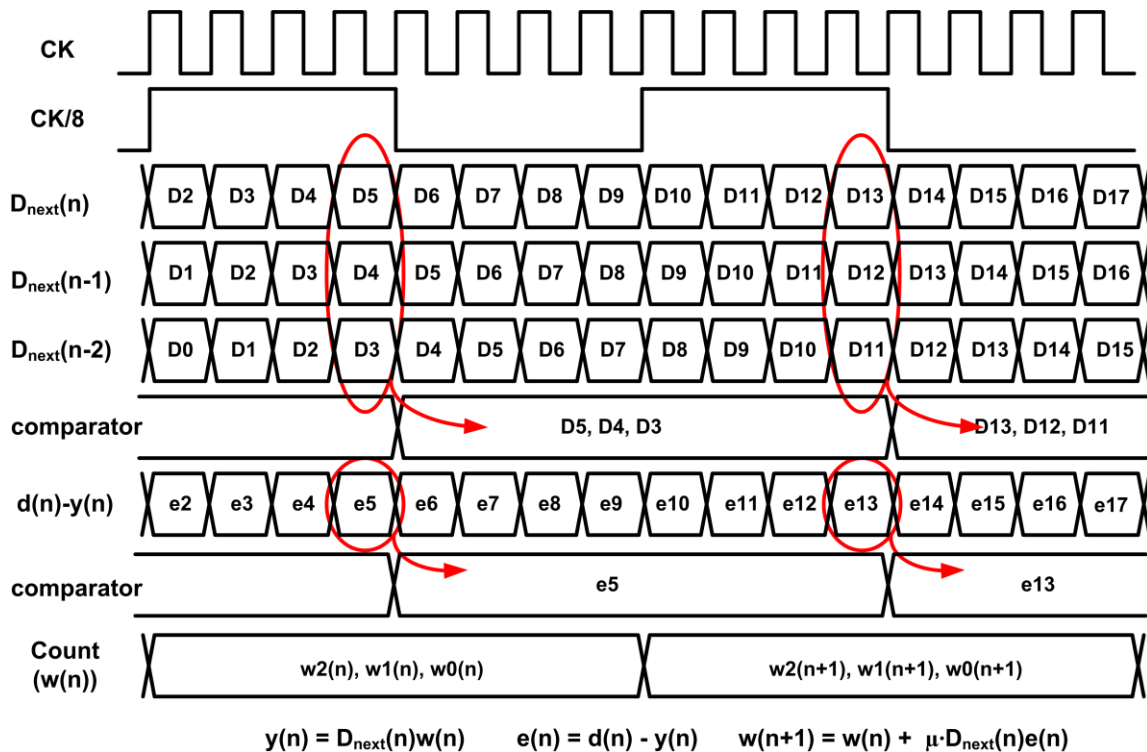 CK
CK/8
Dnext(n) D2 D3 D4 D5 D6 D7 D8 D9 D10 D11 D12 D13 D14 D15 D16 D17
Dnext(n-1) D1 D2 D3 D4 D5 D6 D7 D8 D9 D10 D11 D12 D13 D14 D15 D16
Dnext(n-2) D0 D1 D2 D3 D4 D5 D6 D7 D8 D9 D10 D11 D12 D13 D14 D15
comparator D5, D4, D3 D13, D12, D11
d(n)-y(n) e2 e3 e4 e5 e6 e7 e8 e9 e10 e11 e12 e13 e14 e15 e16 e17
comparator e5 e13
Count
(w(n)) w2(n), w1(n), w0(n) w2(n+1), w1(n+1), w0(n+1)
y(n) = Dnext(n)w(n) e(n) = d(n) - y(n) w(n+1) = w(n) + μ·Dnext(n)e(n)